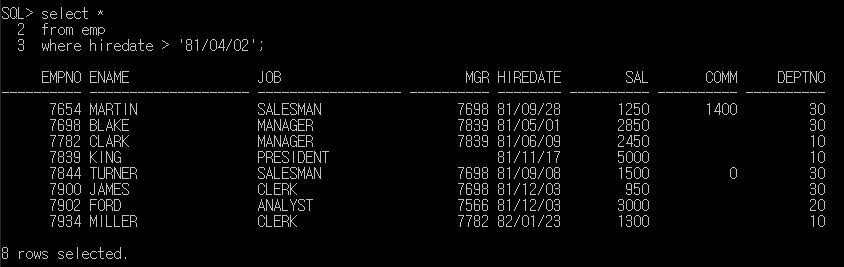 SQL> select *
  2  from emp
  3  where hiredate > '81/04/02';
     EMPNO ENAME                JOB                         MGR HIREDATE        SAL       COMM     DEPTNO
---------- -------------------- ------------------ ---------- -------- ---------- ---------- ----------
      7654 MARTIN               SALESMAN                 7698 81/09/28       1250       1400         30
      7698 BLAKE                MANAGER                  7839 81/05/01       2850                    30
      7782 CLARK                MANAGER                  7839 81/06/09       2450                    10
      7839 KING                 PRESIDENT                     81/11/17       5000                    10
      7844 TURNER               SALESMAN                 7698 81/09/08       1500          0         30
      7900 JAMES                CLERK                    7698 81/12/03        950                    30
      7902 FORD                 ANALYST                  7566 81/12/03       3000                    20
      7934 MILLER               CLERK                    7782 82/01/23       1300                    10
8 rows selected.